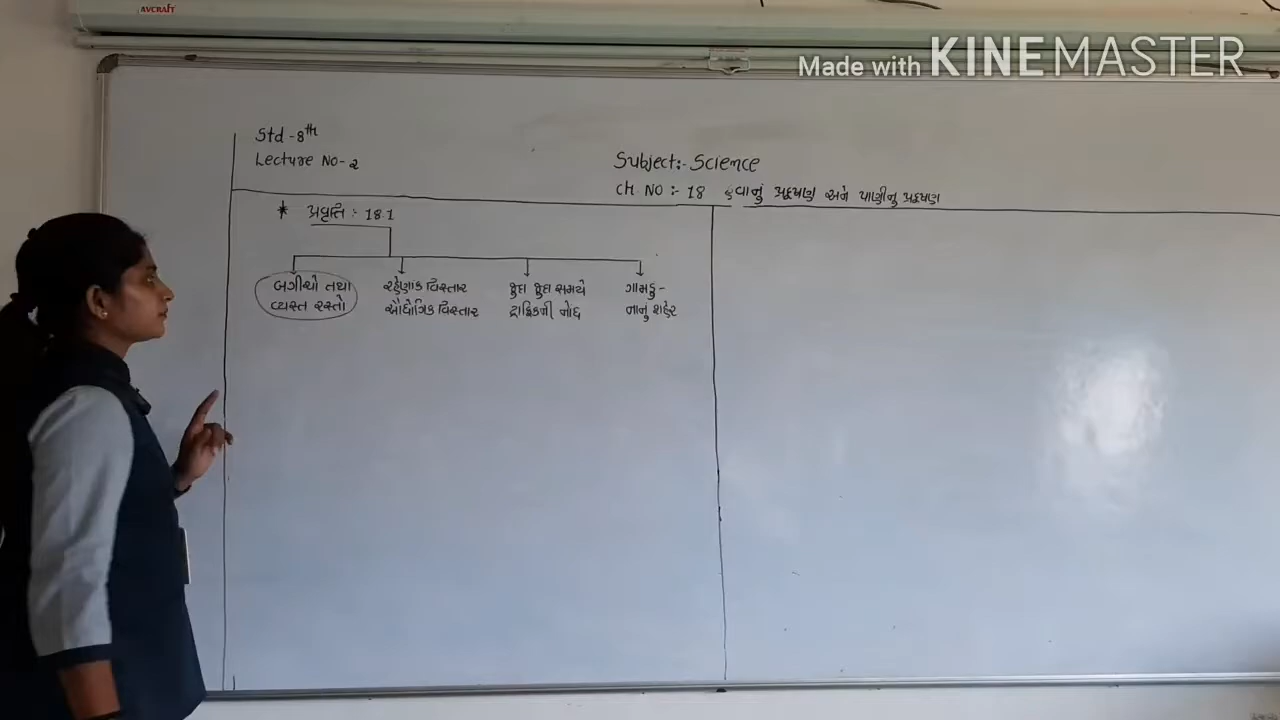 AVCRAFT
Made with KINEMASTER
Std - 8th
Lecture No - 2
Subject:- Science
CH NO :- 18 હવાનું પ્રદુષણ અને પાણીનુ પ્રદુષણ
* પ્રવૃતિ :- 18.1
બગીચો તથા
વ્યસ્ત રસ્તો
રહેણાક વિસ્તાર
ઔધોગિક વિસ્તાર
જુદા જુદા સમયે
ટ્રાફિકની નોંધ
ગામડુ -
નાનું શહેર